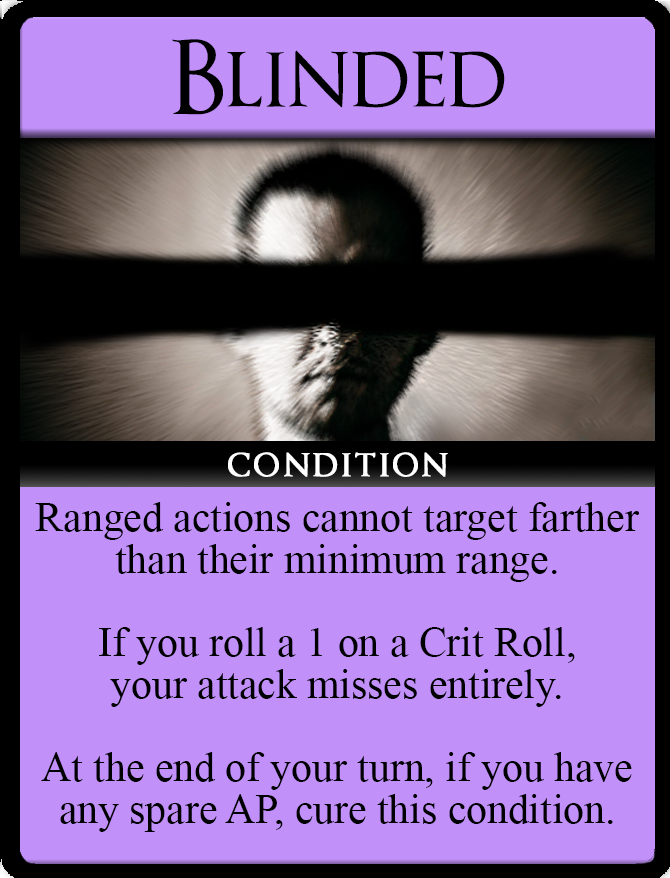 BLINDED
CONDITION
Ranged actions cannot target farther
than their minimum range.
If you roll a 1 on a Crit Roll,
your attack misses entirely.
At the end of your turn, if you have
any spare AP, cure this condition.